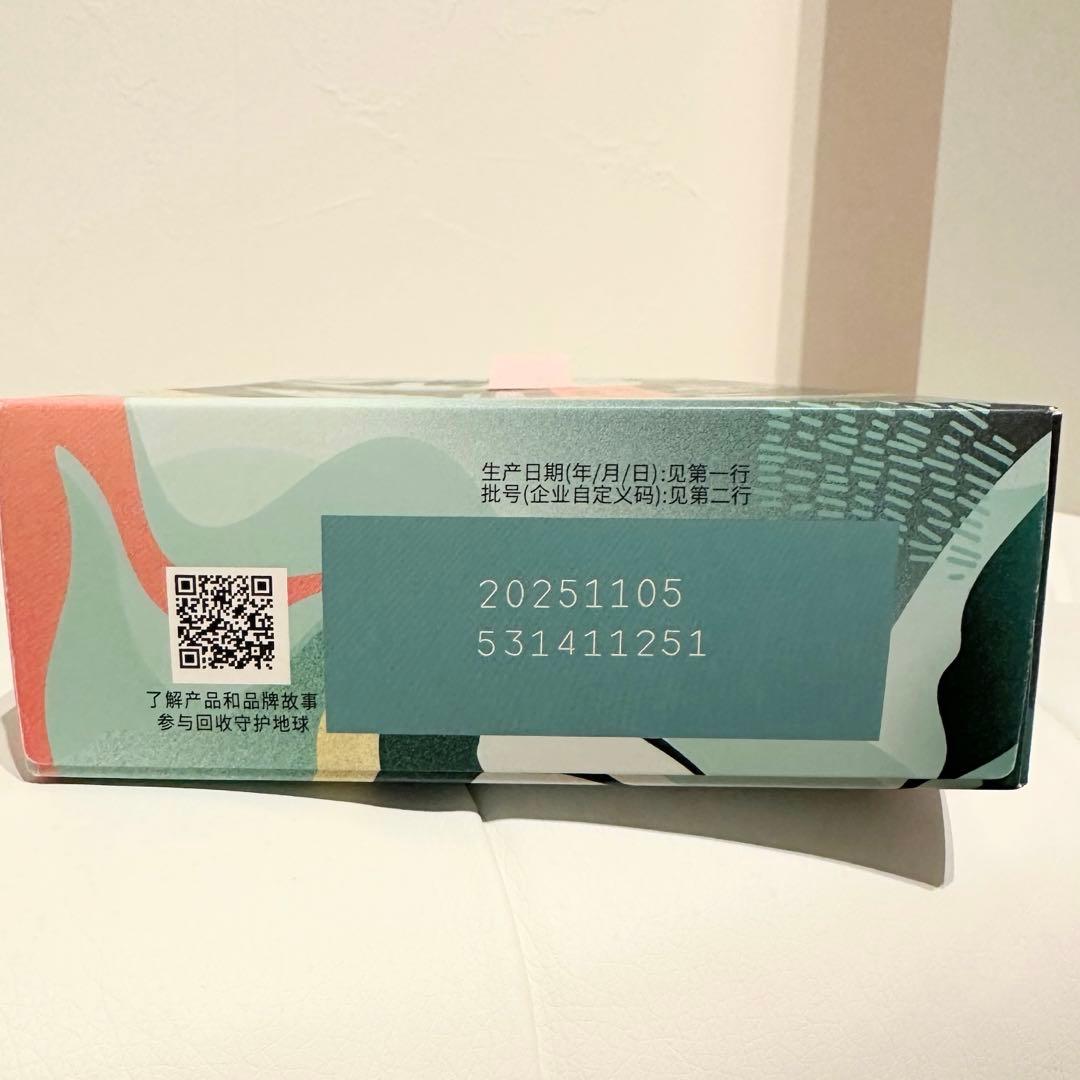 生产日期(年/月/日):见第一行
批号(企业自定义码):见第二行
20251105
531411251
了解产品和品牌故事
参与回收守护地球